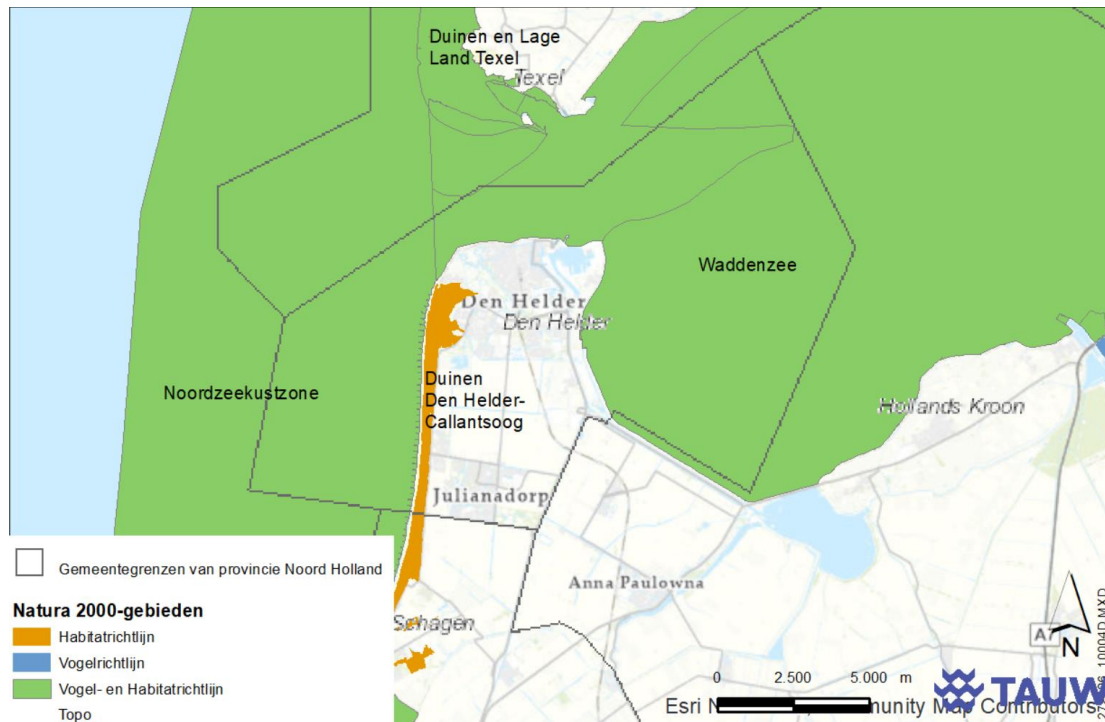 Duinen en Lage
Land Texel
Texel
Waddenzee
Den Helder
Den Helder
Noordzeekustzone
Duinen
Den Helder-
Callantsoog
Hollands Kroon
Julianadorp
Anna Paulowna
Schagen
Gemeentegrenzen van provincie Noord Holland
Natura 2000-gebieden
Habitatrichtlijn
Vogelrichtlijn
Vogel- en Habitatrichtlijn
Topo
A7
N
0 2.500 5.000 m
TAUW
Esri Map Contributors